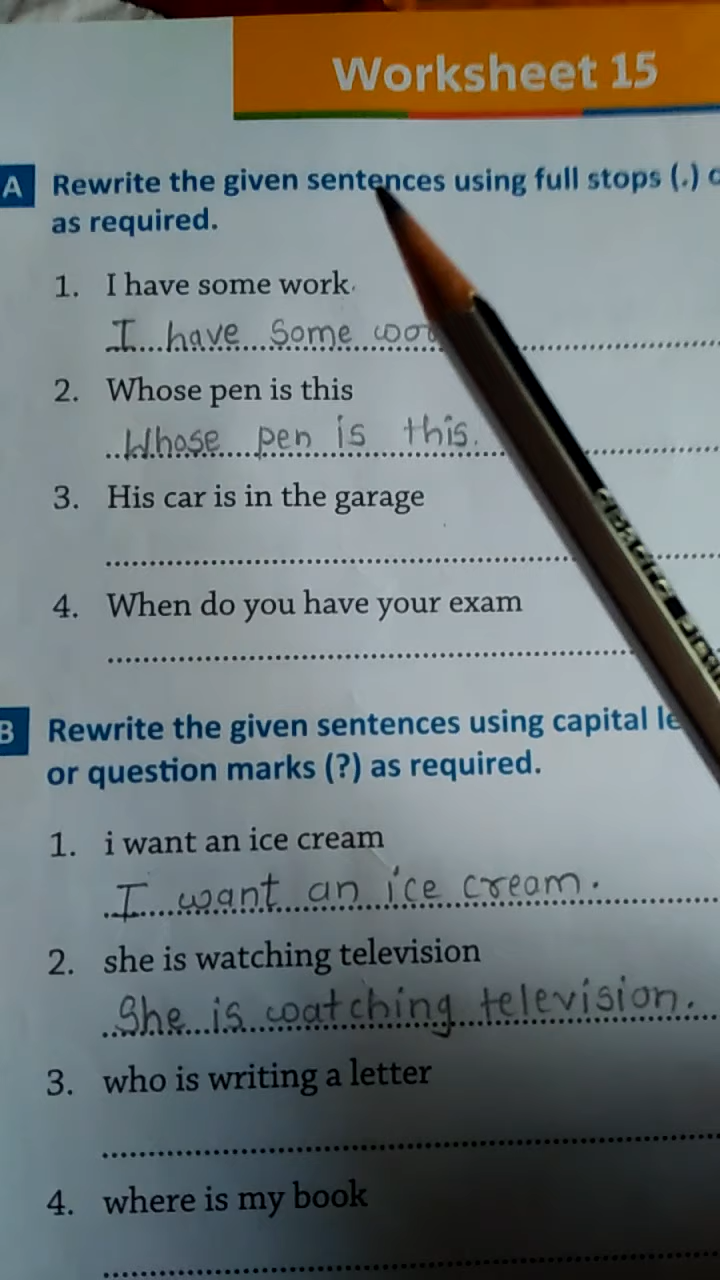 Worksheet 15
A Rewrite the given sentences using full stops (.)
as required.
1. I have some work.
I have Some
2. Whose pen is this
Whose pen is this.
3. His car is in the garage
4. When do you have your exam
B Rewrite the given sentences using capital
or question marks (?) as required.
1. i want an ice cream
I want an ice cream.
2. she is watching television
She is watching television.
3. who is writing a letter
4. where is my book